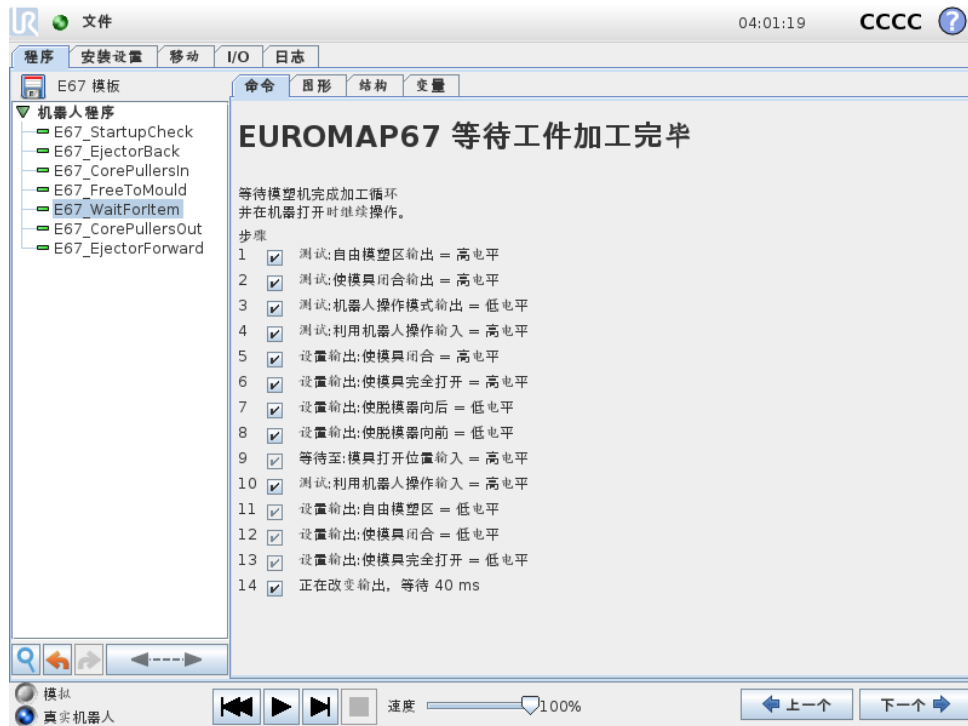 UR 文件 04:01:19 CCCC ?
程序 安装设置 移动 I/O 日志
E67 模板
命令 图形 结构 变量
机器人程序
E67_StartupCheck
E67_EjectorBack
E67_CorePullersIn
E67_FreeToMould
E67_WaitForItem
E67_CorePullersOut
E67_EjectorForward
EUROMAP67 等待工件加工完毕
等待模塑机完成加工循环
并在机器打开时继续操作。
步骤
1 测试:自由模塑区输出 = 高电平
2 测试:使模具闭合输出 = 高电平
3 测试:机器人操作模式输出 = 低电平
4 测试:利用机器人操作输入 = 高电平
5 设置输出:使模具闭合 = 高电平
6 设置输出:使模具完全打开 = 高电平
7 设置输出:使脱模器向后 = 低电平
8 设置输出:使脱模器向前 = 低电平
9 等待至:模具打开位置输入 = 高电平
10 测试:利用机器人操作输入 = 高电平
11 设置输出:自由模塑区 = 低电平
12 设置输出:使模具闭合 = 低电平
13 设置输出:使模具完全打开 = 低电平
14 正在改变输出，等待 40 ms
模拟
真实机器人
速度 100%
上一个 下一个